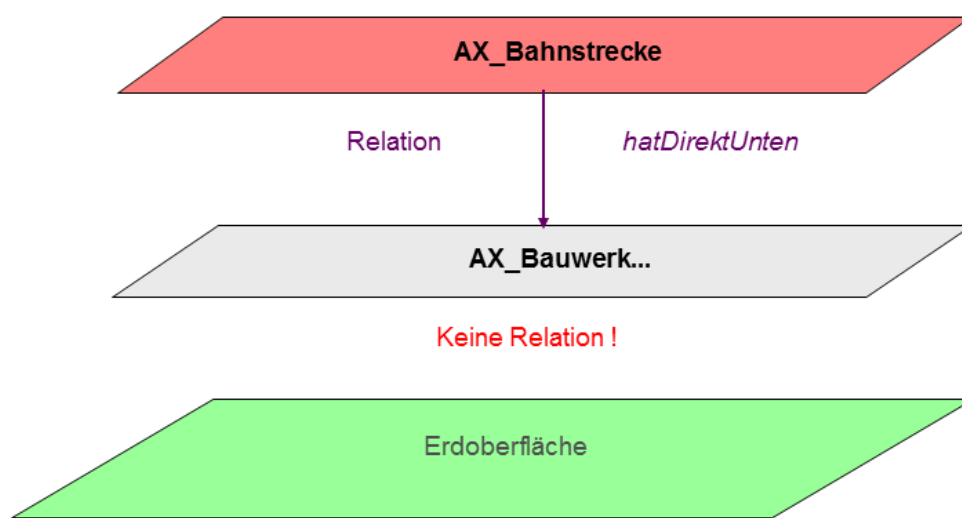 AX_Bahnstrecke
Relation hatDirektUnten
AX_Bauwerk...
Keine Relation !
Erdoberfläche